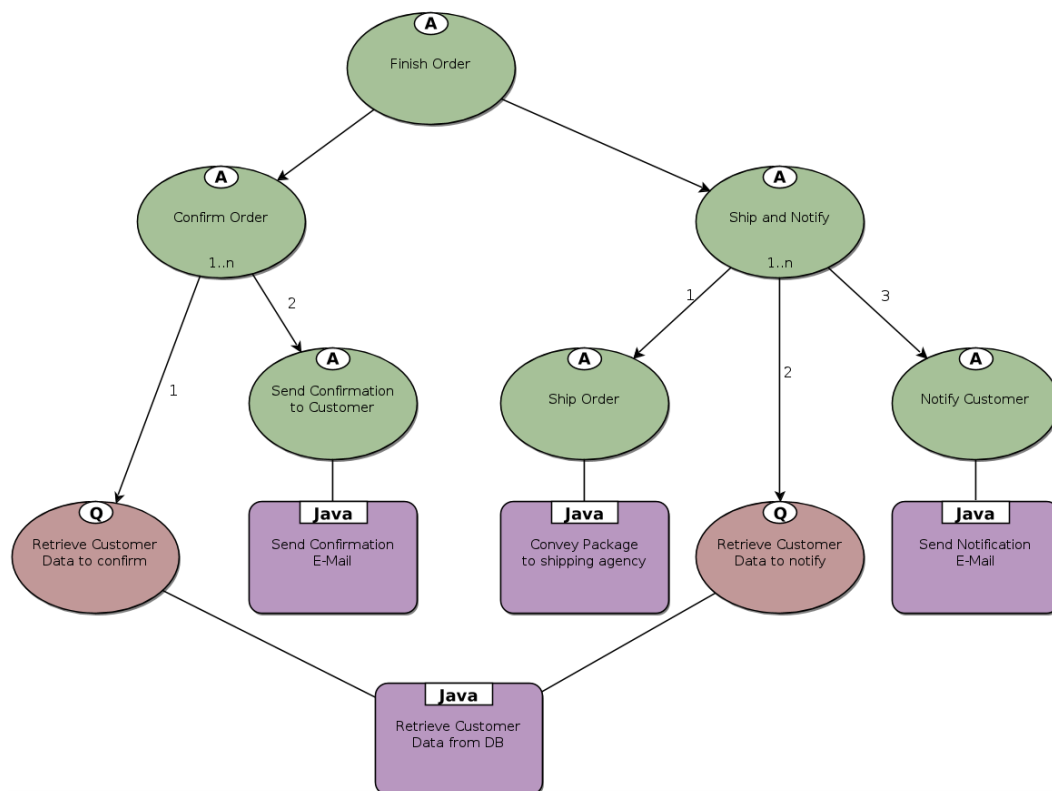 A
Finish Order
A
Confirm Order
1..n
A
Ship and Notify
1..n
1
2
1
2
3
A
Send Confirmation
to Customer
A
Ship Order
A
Notify Customer
Q
Retrieve Customer
Data to confirm
Java
Send Confirmation
E-Mail
Java
Convey Package
to shipping agency
Q
Retrieve Customer
Data to notify
Java
Send Notification
E-Mail
Java
Retrieve Customer
Data from DB